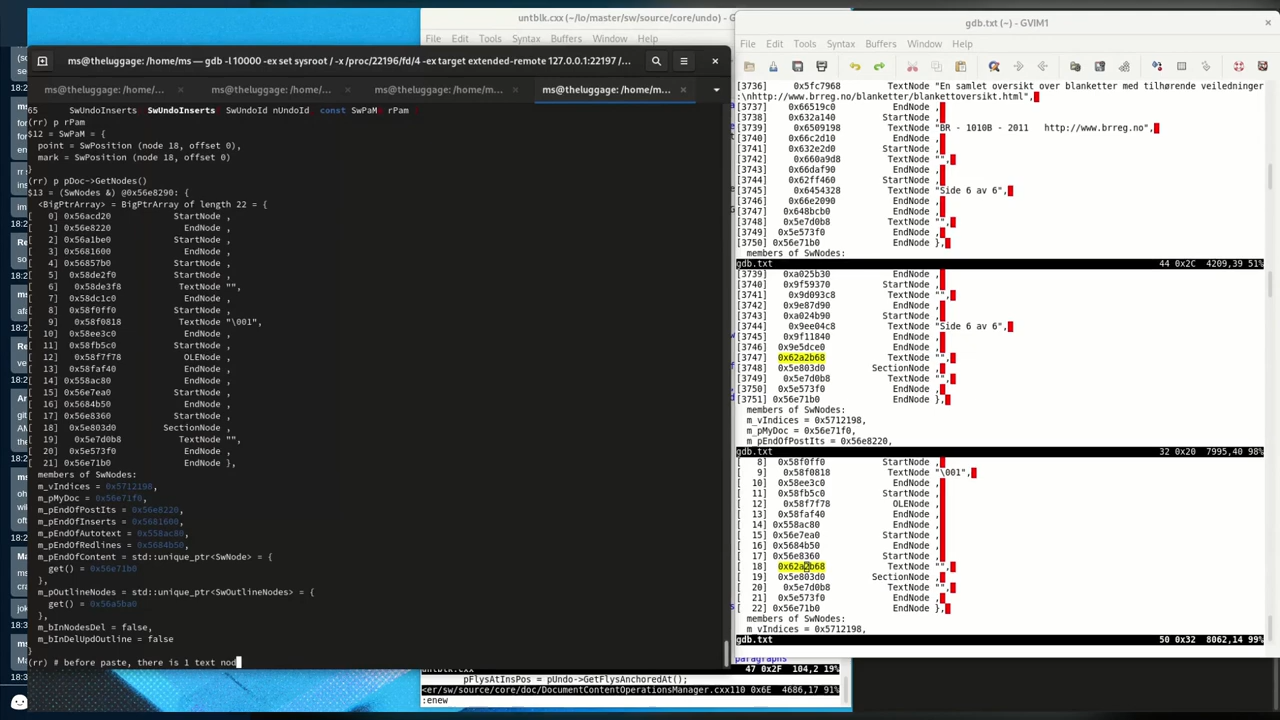 untblk.cxx (~/lo/master/sw/source/core/undo) - G
File Edit Tools Syntax Buffers Window Help
ms@theluggage: /home/ms — gdb -l 10000 -ex set sysroot / -x /proc/22196/fd/4 -ex target extended-remote 127.0.0.1:22197 /...
ms@theluggage: /home/...
ms@theluggage: /home/...
ms@theluggage: /home/m...
ms@theluggage: /home/m...
65 SwUndoInserts SwUndoInserts SwUndoId nUndoId const SwPaM rPam
(rr) p rPam
$12 = SwPaM = {
point = SwPosition (node 18, offset 0),
mark = SwPosition (node 18, offset 0)
}
(rr) p pDoc->GetNodes()
$13 = (SwNodes &) @0x56e8290: {
<BigPtrArray> = BigPtrArray of length 22 = {
[ 0] 0x56acd20 StartNode ,
[ 1] 0x56e8220 EndNode ,
[ 2] 0x56a1be0 StartNode ,
[ 3] 0x5681600 EndNode ,
[ 4] 0x56857b0 StartNode ,
[ 5] 0x58de2f0 StartNode ,
[ 6] 0x58de3f8 TextNode "",
[ 7] 0x58dc1c0 EndNode ,
[ 8] 0x58f0ff0 StartNode ,
[ 9] 0x58f0818 TextNode "\001",
[ 10] 0x58ee3c0 EndNode ,
[ 11] 0x58fb5c0 StartNode ,
[ 12] 0x58f7f78 OLENode ,
[ 13] 0x58faf40 EndNode ,
[ 14] 0x558ac80 EndNode ,
[ 15] 0x56e7ea0 StartNode ,
[ 16] 0x5684b50 EndNode ,
[ 17] 0x56e8360 StartNode ,
[ 18] 0x5e803d0 SectionNode ,
[ 19] 0x5e7d0b8 TextNode "",
[ 20] 0x5e573f0 EndNode ,
[ 21] 0x56e71b0 EndNode },
members of SwNodes:
m_vIndices = 0x5712198,
m_pMyDoc = 0x56e71f0,
m_pEndOfPostIts = 0x56e8220,
m_pEndOfInserts = 0x5681600,
m_pEndOfAutotext = 0x558ac80,
m_pEndOfRedlines = 0x5684b50,
m_pEndOfContent = std::unique_ptr<SwNode> = {
get() = 0x56e71b0
},
m_pOutlineNodes = std::unique_ptr<SwOutlineNodes> = {
get() = 0x56a5ba0
},
m_bInNodesDel = false,
m_bInDelUpdOutline = false
}
(rr) # before paste, there is 1 text nod
gdb.txt (~) - GVIM1
File Edit Tools Syntax Buffers Window Help
[3736] 0x5fc7968 TextNode "En samlet oversikt over blanketter med tilhørende veiledninger
:\nhttp://www.brreg.no/blanketter/blankettoversikt.html",
[3737] 0x66519c0 EndNode ,
[3738] 0x632a140 StartNode ,
[3739] 0x6509198 TextNode "BR - 1010B - 2011 http://www.brreg.no",
[3740] 0x66c2d10 EndNode ,
[3741] 0x632e2d0 StartNode ,
[3742] 0x660a9d8 TextNode "",
[3743] 0x66daf90 EndNode ,
[3744] 0x62ff460 StartNode ,
[3745] 0x6454328 TextNode "Side 6 av 6",
[3746] 0x66e2090 EndNode ,
[3747] 0x648bcb0 EndNode ,
[3748] 0x5e7d0b8 TextNode "",
[3749] 0x5e573f0 EndNode ,
[3750] 0x56e71b0 EndNode },
members of SwNodes:
gdb.txt 44 0x2C 4209,39 51%
[3739] 0xa025b30 EndNode ,
[3740] 0x9f59370 StartNode ,
[3741] 0x9d093c8 TextNode "",
[3742] 0x9e87d90 EndNode ,
[3743] 0xa024b90 StartNode ,
[3744] 0x9ee04c8 TextNode "Side 6 av 6",
[3745] 0x9f11840 EndNode ,
[3746] 0x9e5dce0 EndNode ,
[3747] 0x62a2b68 TextNode "",
[3748] 0x5e803d0 SectionNode ,
[3749] 0x5e7d0b8 TextNode "",
[3750] 0x5e573f0 EndNode ,
[3751] 0x56e71b0 EndNode },
members of SwNodes:
m_vIndices = 0x5712198,
m_pMyDoc = 0x56e71f0,
m_pEndOfPostIts = 0x56e8220,
gdb.txt 32 0x20 7995,40 98%
[ 8] 0x58f0ff0 StartNode ,
[ 9] 0x58f0818 TextNode "\001",
[ 10] 0x58ee3c0 EndNode ,
[ 11] 0x58fb5c0 StartNode ,
[ 12] 0x58f7f78 OLENode ,
[ 13] 0x58faf40 EndNode ,
[ 14] 0x558ac80 EndNode ,
[ 15] 0x56e7ea0 StartNode ,
[ 16] 0x5684b50 EndNode ,
[ 17] 0x56e8360 StartNode ,
[ 18] 0x62a2b68 TextNode "",
[ 19] 0x5e803d0 SectionNode ,
[ 20] 0x5e7d0b8 TextNode "",
[ 21] 0x5e573f0 EndNode ,
[ 22] 0x56e71b0 EndNode },
members of SwNodes:
m_vIndices = 0x5712198,
gdb.txt 50 0x32 8062,14 99%
paragraphs
untblk.cxx 47 0x2F 104,2 19%
pFlysAtInsPos = pUndo->GetFlysAnchoredAt();
<er/sw/source/core/doc/DocumentContentOperationsManager.cxx110 0x6E 4686,17 91%
:enew